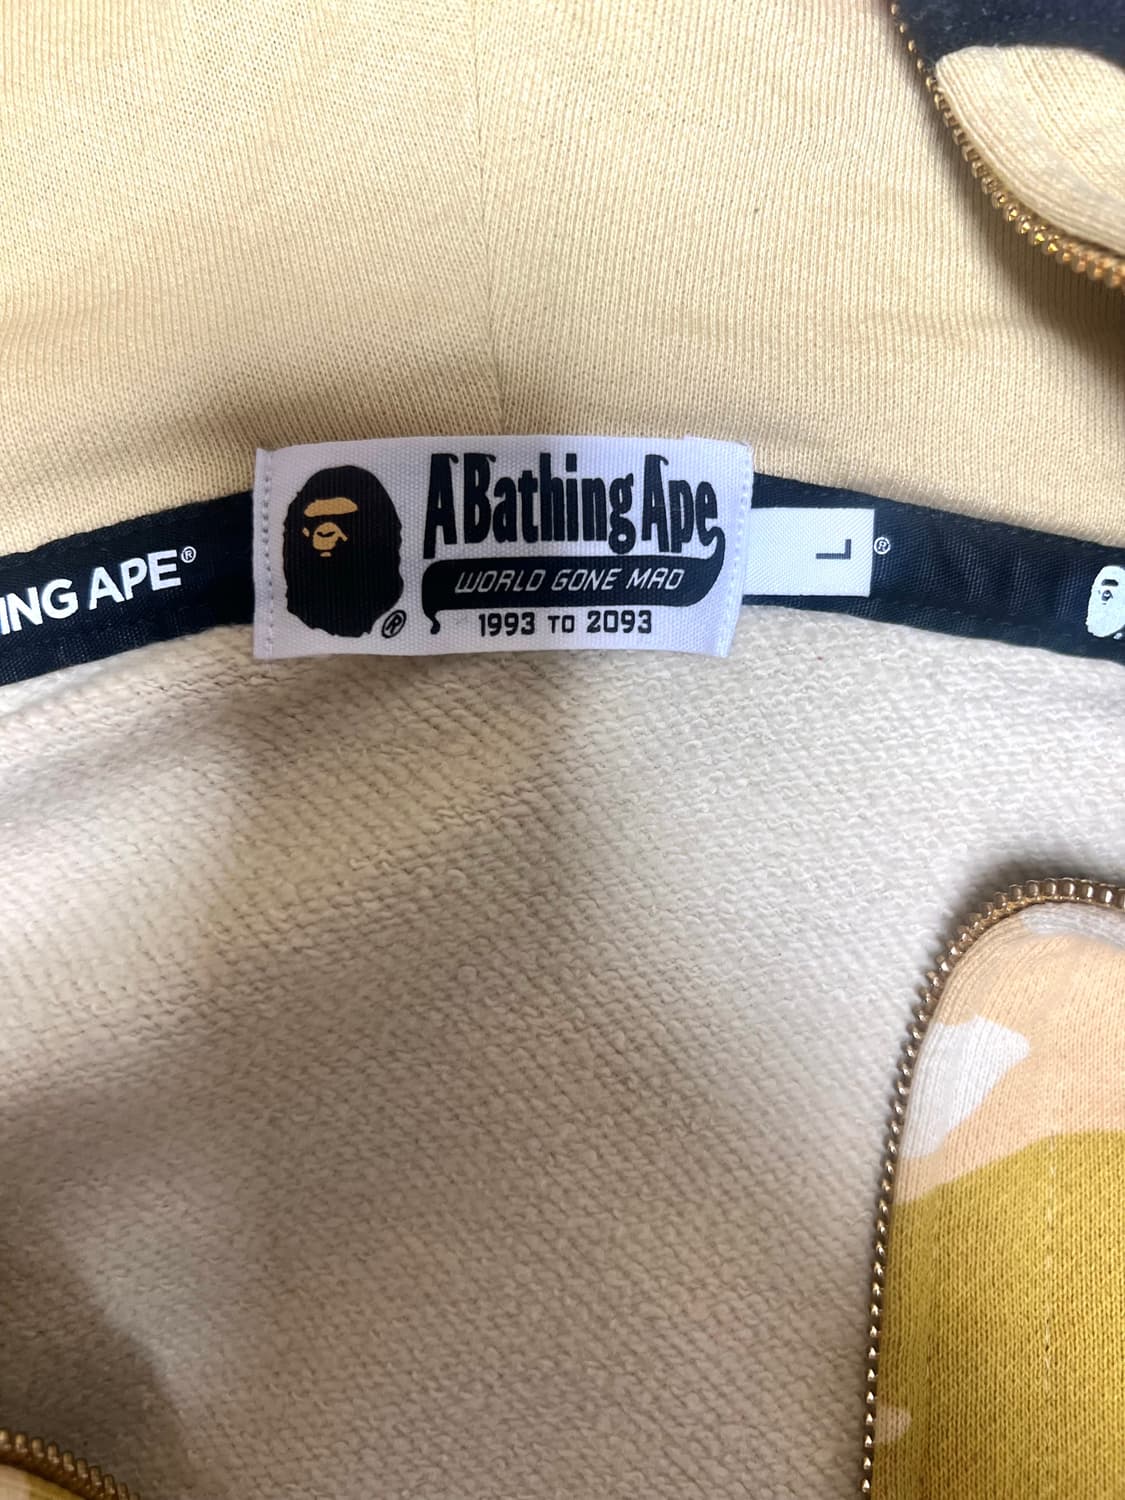 ING APE®
A Bathing Ape
WORLD GONE MAD
1993 TO 2093
®
L
®